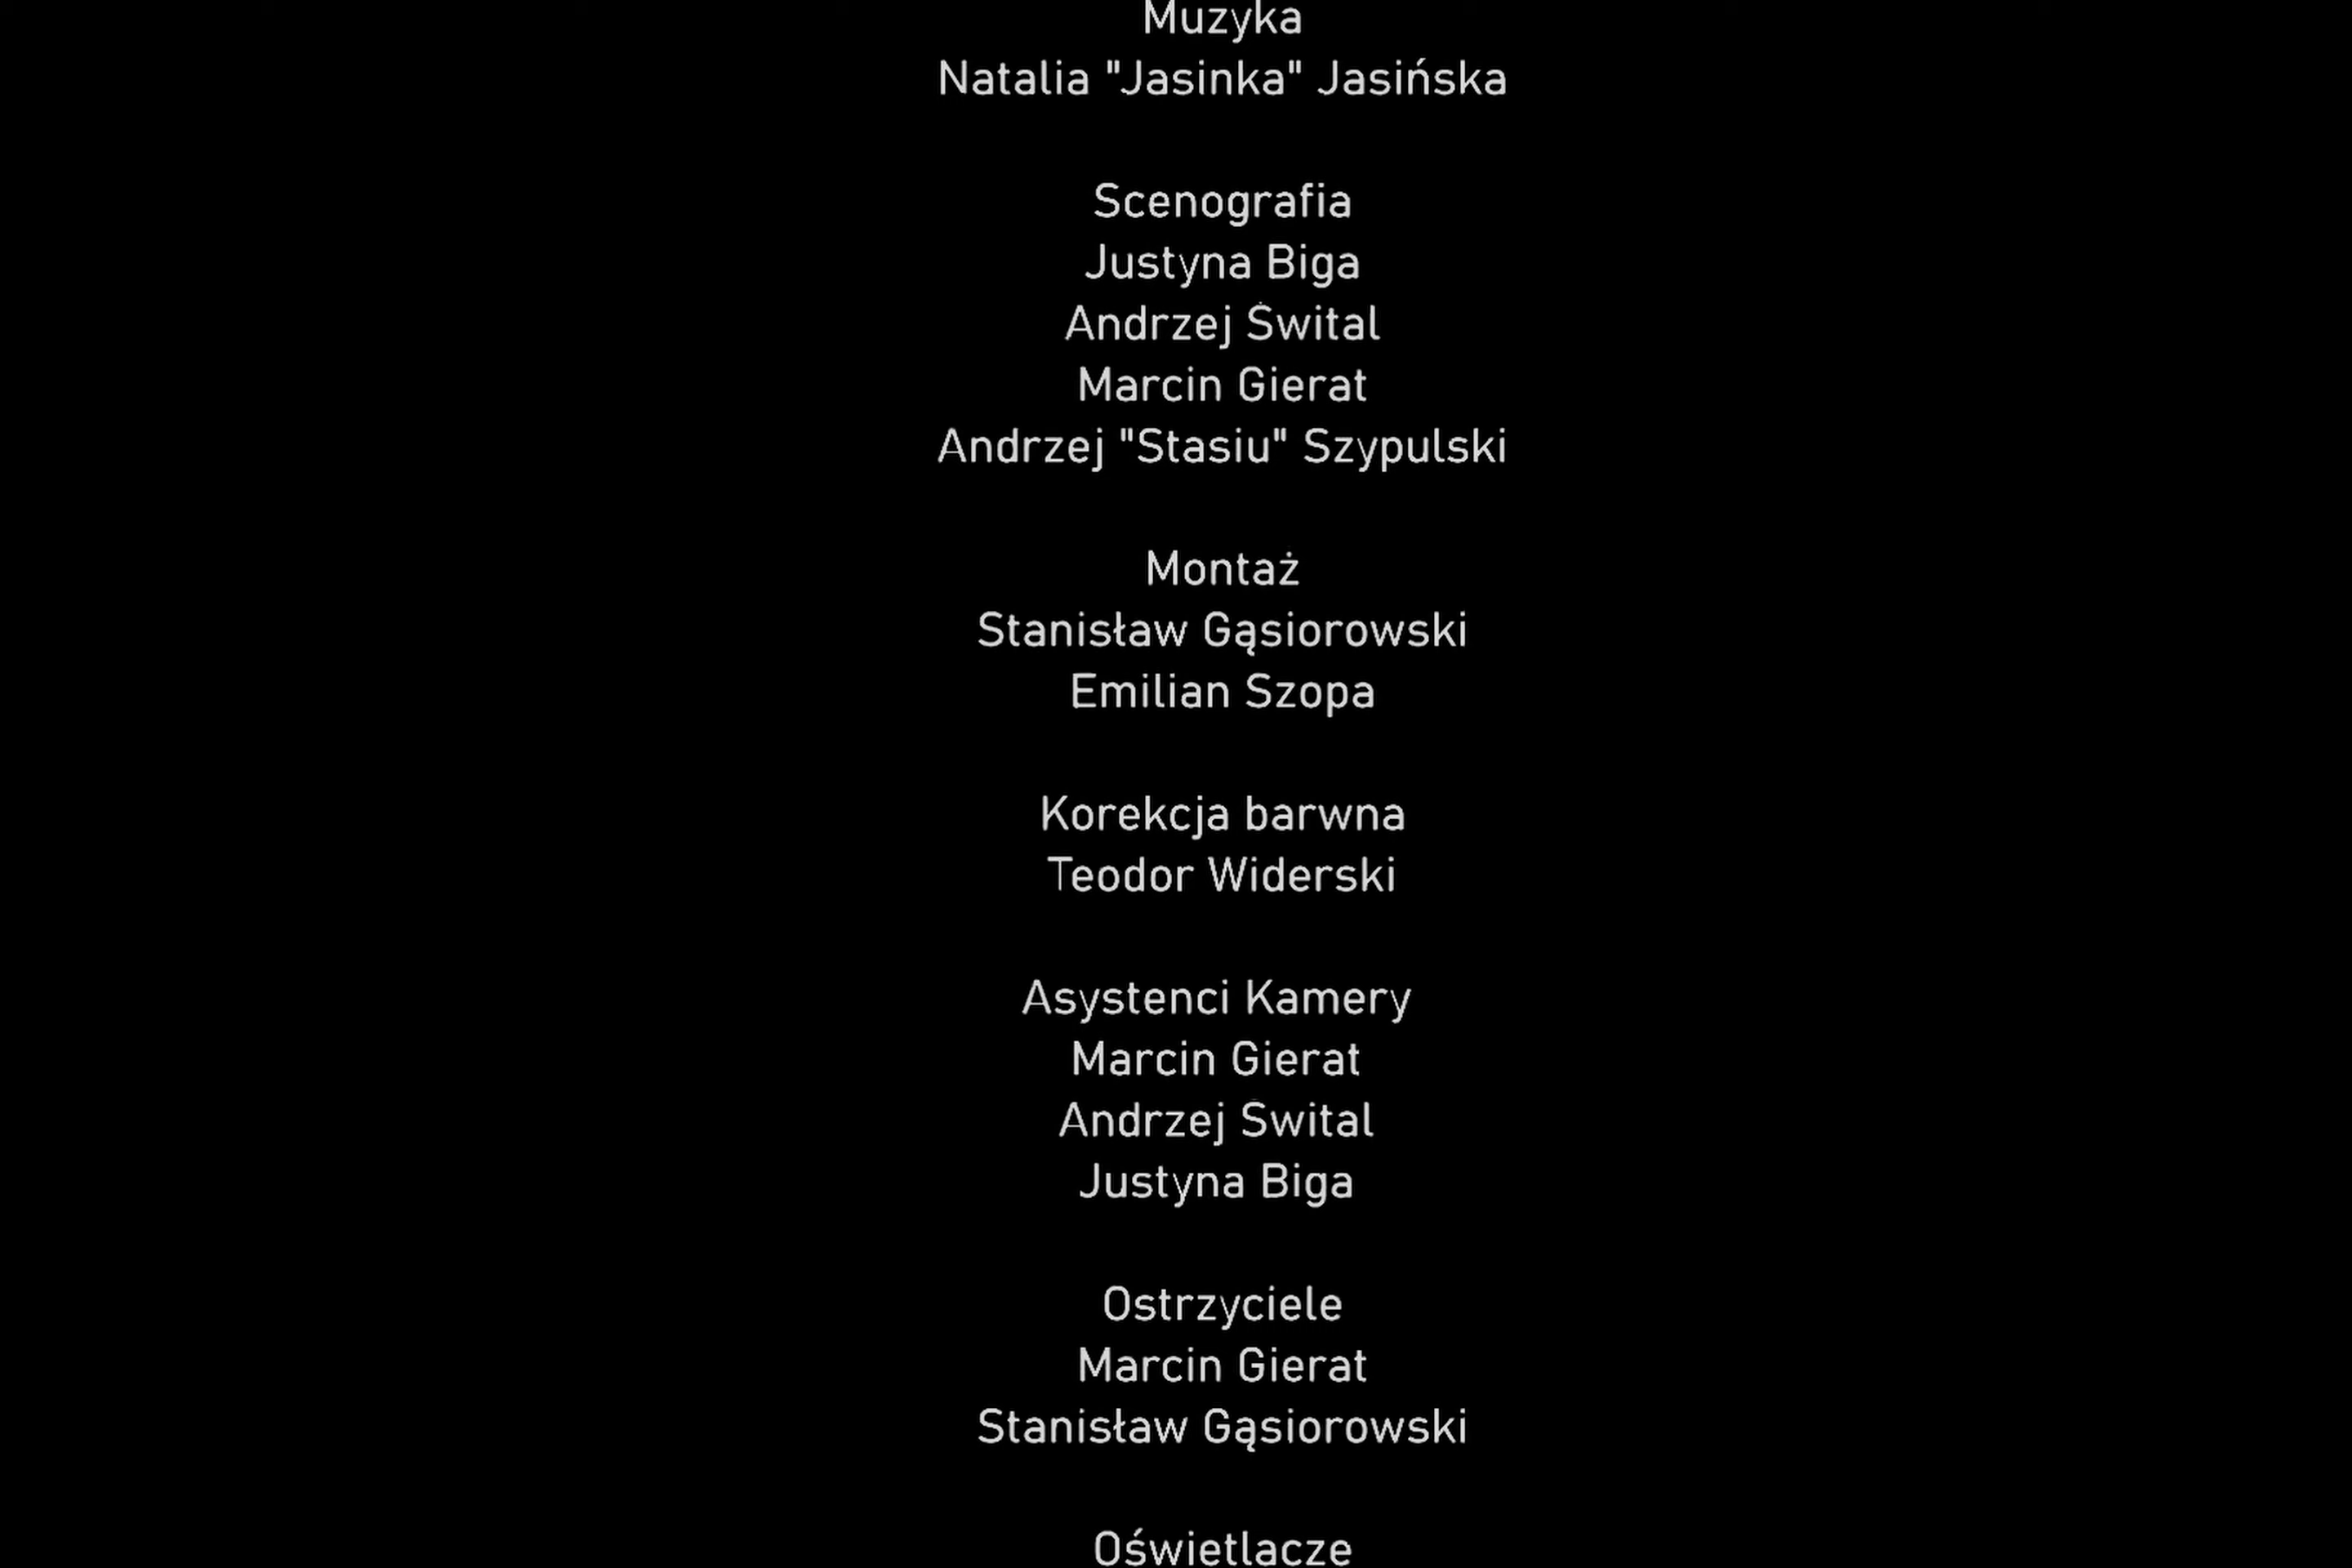 Muzyka
Natalia "Jasinka" Jasińska
Scenografia
Justyna Biga
Andrzej Śwital
Marcin Gierat
Andrzej "Stasiu" Szypulski
Montaż
Stanisław Gąsiorowski
Emilian Szopa
Korekcja barwna
Teodor Widerski
Asystenci Kamery
Marcin Gierat
Andrzej Śwital
Justyna Biga
Ostrzyciele
Marcin Gierat
Stanisław Gąsiorowski
Oświetlacze